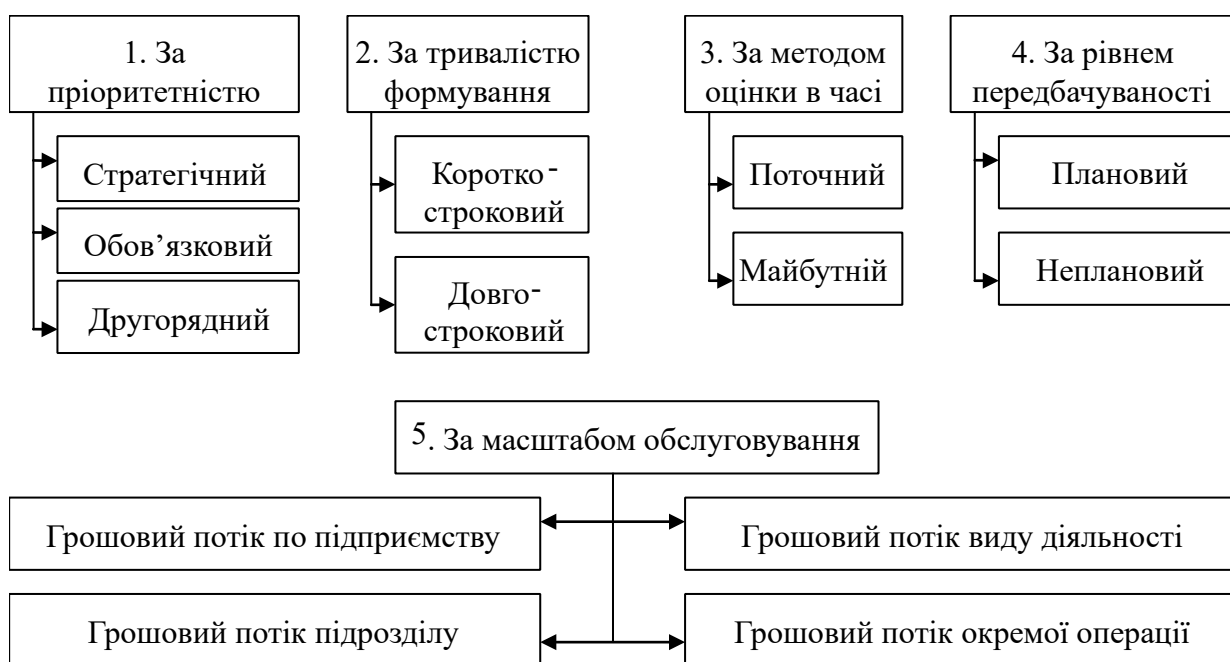 1. За
пріоритетністю
Стратегічний
Обов’язковий
Другорядний
2. За тривалістю
формування
Коротко-
строковий
Довго-
строковий
3. За методом
оцінки в часі
Поточний
Майбутній
4. За рівнем
передбачуваності
Плановий
Неплановий
5. За масштабом обслуговування
Грошовий потік по підприємству
Грошовий потік виду діяльності
Грошовий потік підрозділу
Грошовий потік окремої операції